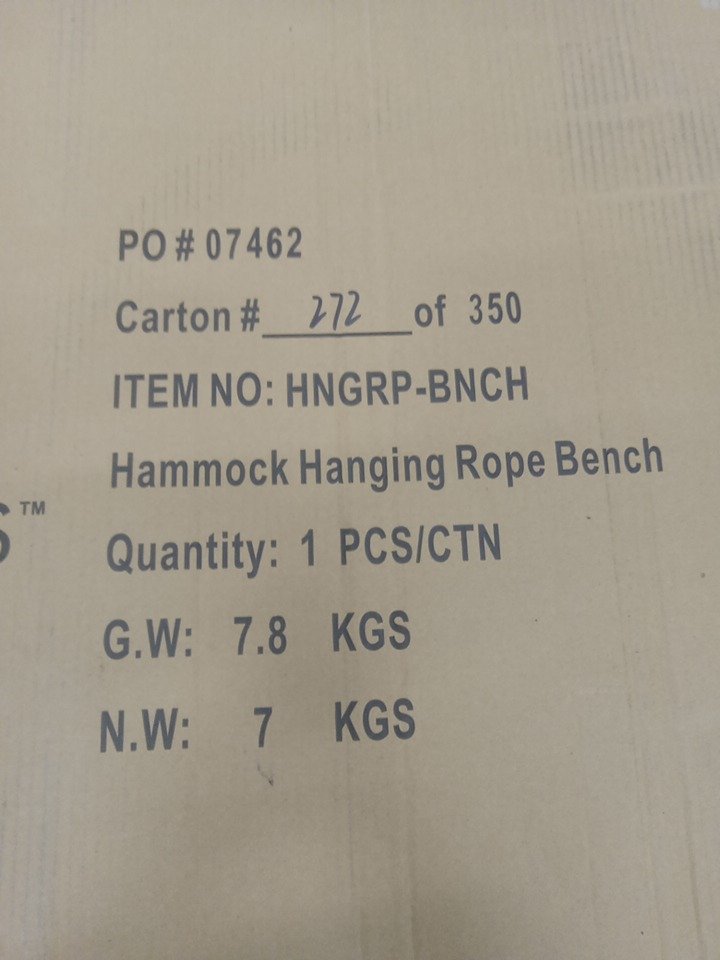 PO # 07462
Carton # 272 of 350
ITEM NO: HNGRP-BNCH
Hammock Hanging Rope Bench
TM
Quantity: 1 PCS/CTN
G.W: 7.8 KGS
N.W: 7 KGS